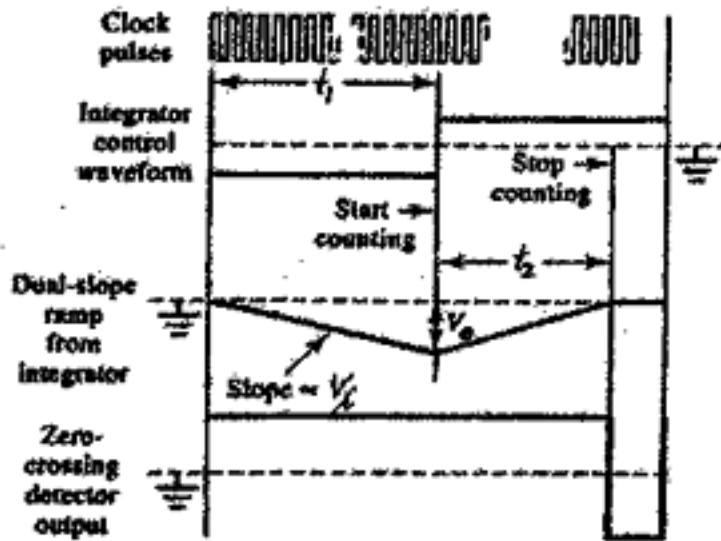 Clock
pulses
t₁
Integrator
control
waveform
Stop
counting
Start
counting
t₂
Dual-slope
ramp
from
integrator
Vₒ
Slope ∝ Vᵢ
Zero-
crossing
detector
output